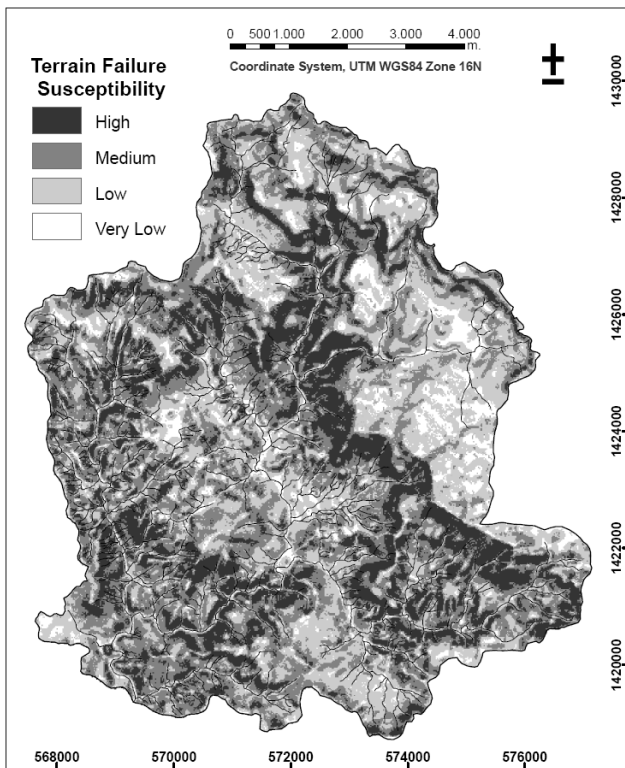 0 500 1.000 2.000 3.000 4.000
m.
Coordinate System, UTM WGS84 Zone 16N
Terrain Failure
Susceptibility
High
Medium
Low
Very Low
1430000
1428000
1426000
1424000
1422000
1420000
568000 570000 572000 574000 576000